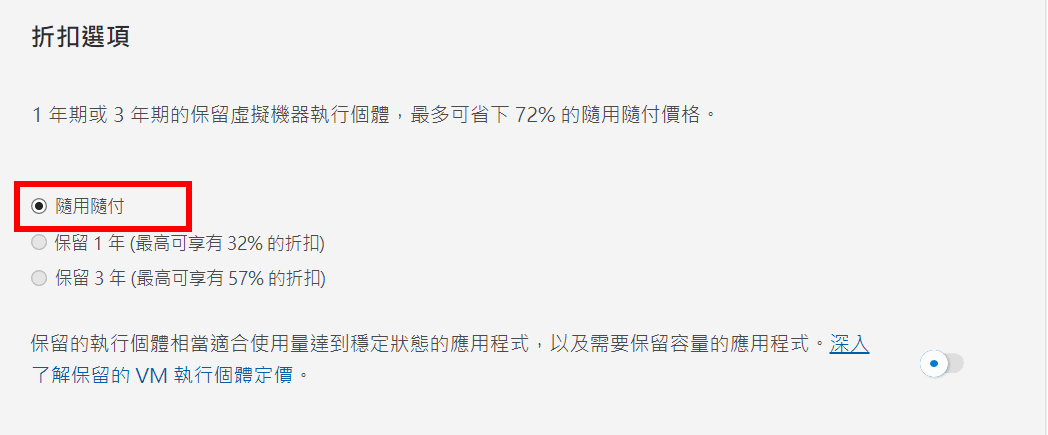 折扣選項
1 年期或 3 年期的保留虛擬機器執行個體，最多可省下 72% 的隨用隨付價格。
隨用隨付
保留 1 年 (最高可享有 32% 的折扣)
保留 3 年 (最高可享有 57% 的折扣)
保留的執行個體相當適合使用量達到穩定狀態的應用程式，以及需要保留容量的應用程式。深入
了解保留的 VM 執行個體定價。